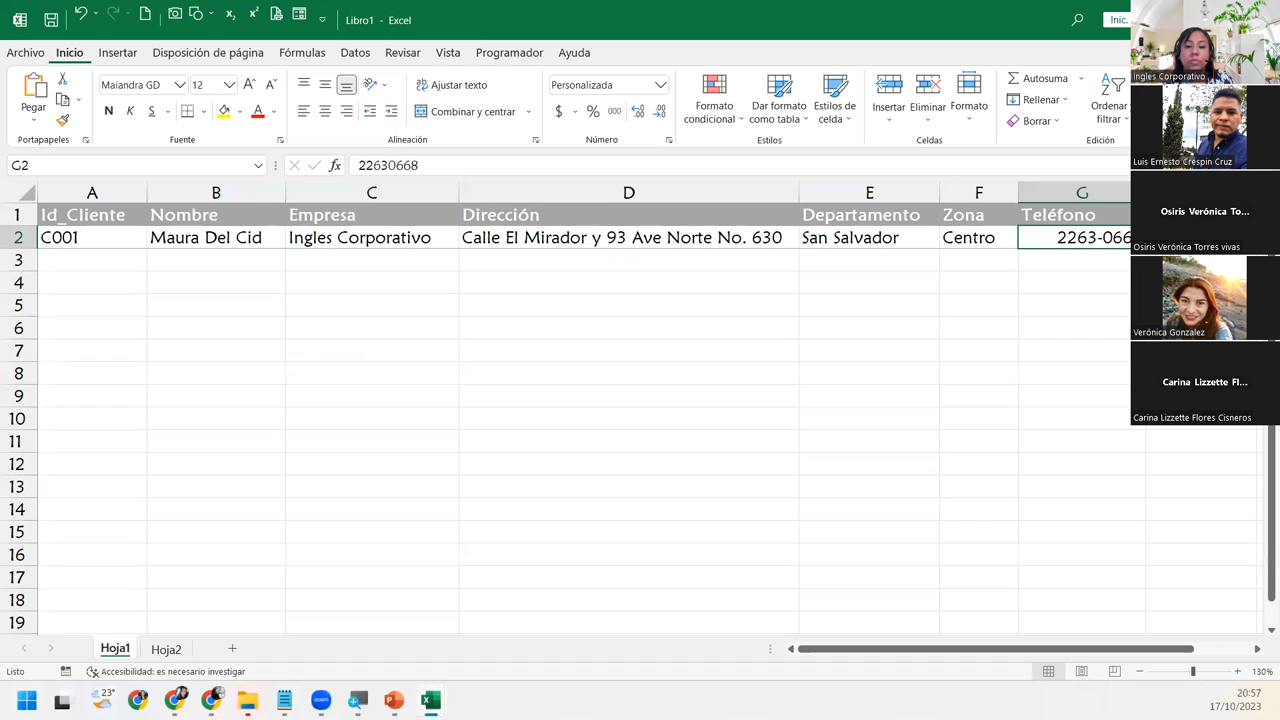 Libro1 - Excel
Inic.
Archivo Inicio Insertar Disposición de página Fórmulas Datos Revisar Vista Programador Ayuda
Pegar
Maiandra GD 12
N K S
Ajustar texto
Combinar y centrar
Personalizada
$ % 000
Formato condicional
Dar formato como tabla
Estilos de celda
Insertar Eliminar Formato
Autosuma
Rellenar
Borrar
Ordenar filtrar
Portapapeles Fuente Alineación Número Estilos Celdas Edición
G2 fx 22630668
A B C D E F G
1 Id_Cliente Nombre Empresa Dirección Departamento Zona Teléfono
2 C001 Maura Del Cid Ingles Corporativo Calle El Mirador y 93 Ave Norte No. 630 San Salvador Centro 2263-066
3
4
5
6
7
8
9
10
11
12
13
14
15
16
17
18
19
Ingles Corporativo
Luis Ernesto Crespin Cruz
Osiris Verónica To...
Osiris Verónica Torres vivas
Verónica Gonzalez
Carina Lizzette Fl...
Carina Lizzette Flores Cisneros
Hoja1 Hoja2
Listo Accesibilidad: es necesario investigar 130%
23°
zoom
20:57
17/10/2023